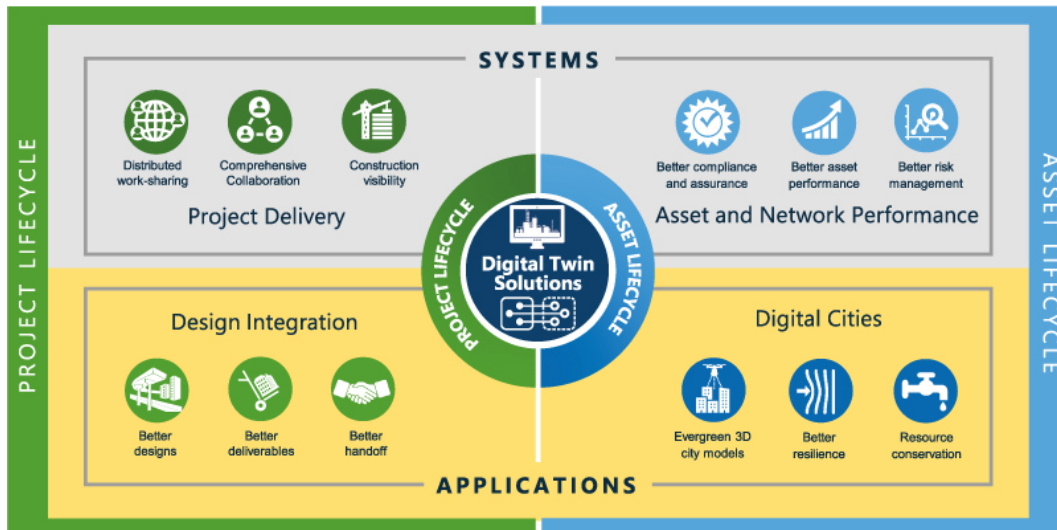 SYSTEMS
PROJECT LIFECYCLE
Distributed
work-sharing
Comprehensive
Collaboration
Construction
visibility
Project Delivery
Better compliance
and assurance
Better asset
performance
Better risk
management
Asset and Network Performance
ASSET LIFECYCLE
PROJECT LIFECYCLE
Digital Twin
Solutions
ASSET LIFECYCLE
Design Integration
Better
designs
Better
deliverables
Better
handoff
Digital Cities
Evergreen 3D
city models
Better
resilience
Resource
conservation
APPLICATIONS